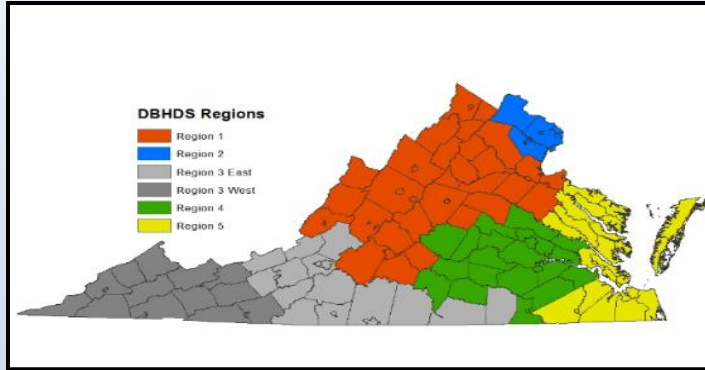 DBHDS Regions
Region 1
Region 2
Region 3 East
Region 3 West
Region 4
Region 5